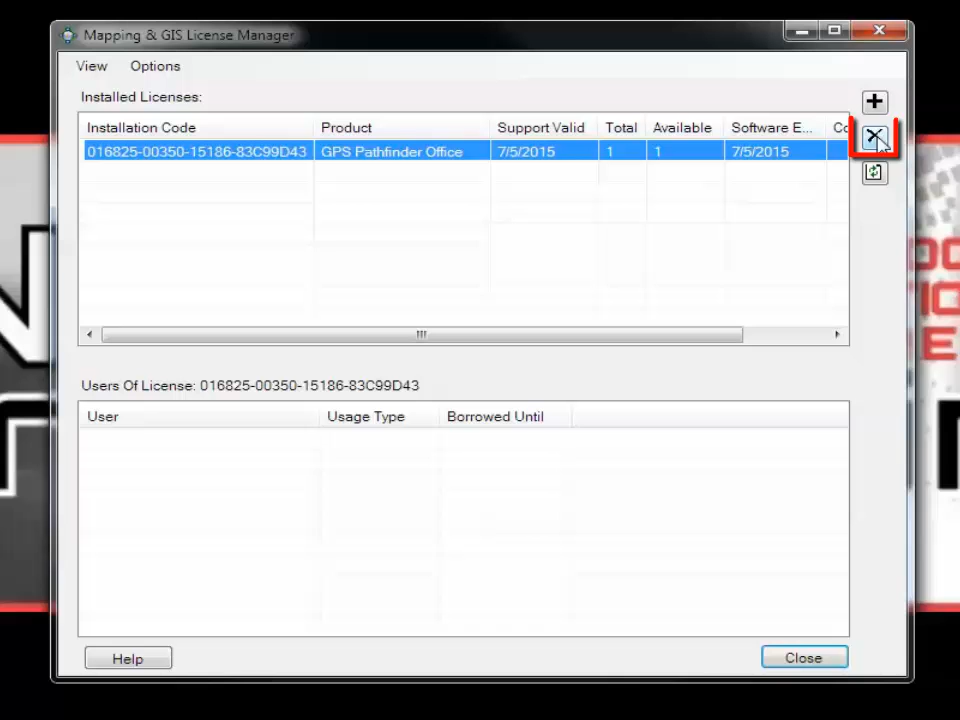 Mapping & GIS License Manager
View Options
Installed Licenses:
Installation Code Product Support Valid Total Available Software E...
016825-00350-15186-83C99D43 GPS Pathfinder Office 7/5/2015 1 1 7/5/2015
Users Of License: 016825-00350-15186-83C99D43
User Usage Type Borrowed Until
Help Close